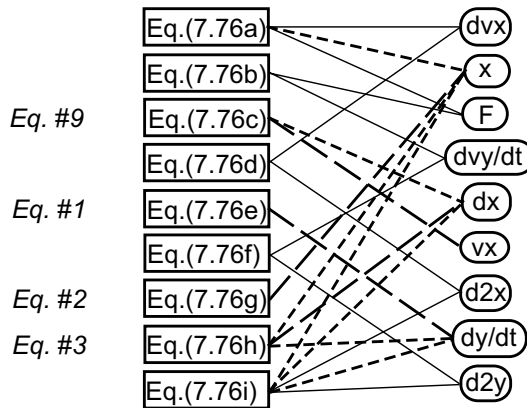 Eq.(7.76a) dvx
Eq.(7.76b) x
Eq. #9 Eq.(7.76c) F
Eq.(7.76d) dvy/dt
Eq. #1 Eq.(7.76e) dx
Eq.(7.76f) vx
Eq. #2 Eq.(7.76g) d2x
Eq. #3 Eq.(7.76h) dy/dt
Eq.(7.76i) d2y